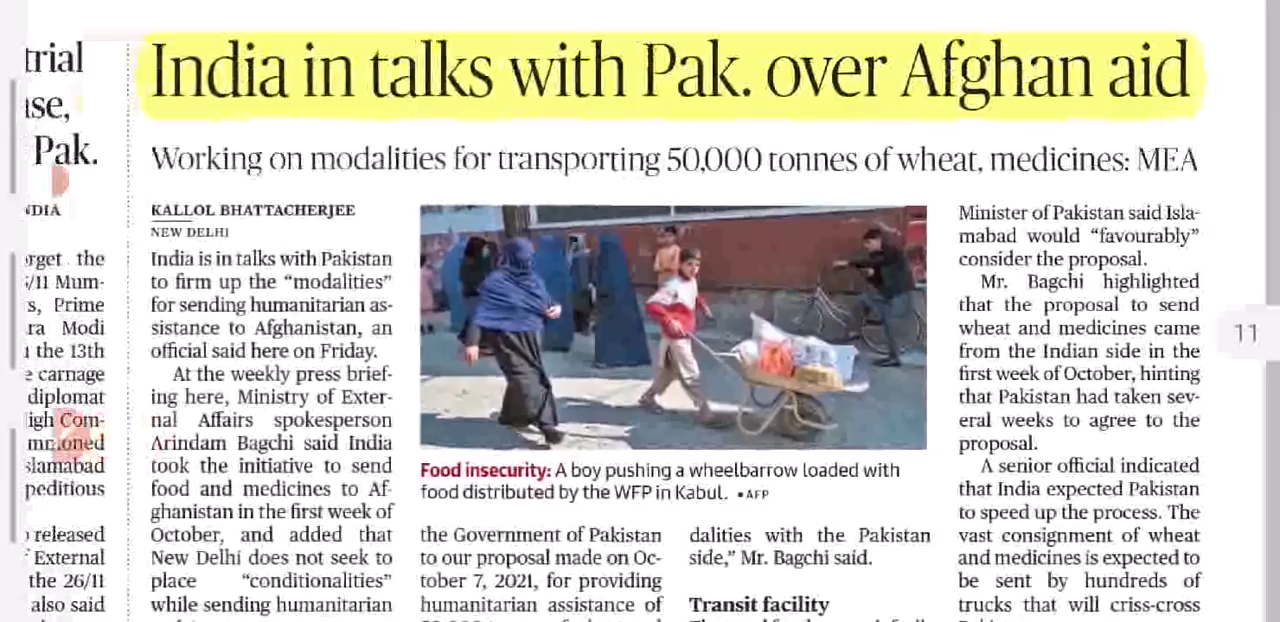 trial
Pak.
India in talks with Pak. over Afghan aid
Working on modalities for transporting 50,000 tonnes of wheat, medicines: MEA
the
Mum-
Prime
Modi
the 13th
carnage
diplomat
Com-
released
External
the 26/11
also said
KALLOL BHATTACHERJEE
NEW DELHI
India is in talks with Pakistan
to firm up the “modalities”
for sending humanitarian as-
sistance to Afghanistan, an
official said here on Friday.
At the weekly press brief-
ing here, Ministry of Exter-
nal Affairs spokesperson
Arindam Bagchi said India
took the initiative to send
food and medicines to Af-
ghanistan in the first week of
October, and added that
New Delhi does not seek to
place “conditionalities”
while sending humanitarian
Food insecurity: A boy pushing a wheelbarrow loaded with
food distributed by the WFP in Kabul. •AFP
the Government of Pakistan
to our proposal made on Oc-
tober 7, 2021, for providing
humanitarian assistance of
dalities with the Pakistan
side,” Mr. Bagchi said.
Transit facility
Minister of Pakistan said Isla-
mabad would “favourably”
consider the proposal.
Mr. Bagchi highlighted
that the proposal to send
wheat and medicines came
from the Indian side in the
first week of October, hinting
that Pakistan had taken sev-
eral weeks to agree to the
proposal.
A senior official indicated
that India expected Pakistan
to speed up the process. The
vast consignment of wheat
and medicines is expected to
be sent by hundreds of
trucks that will criss-cross
11